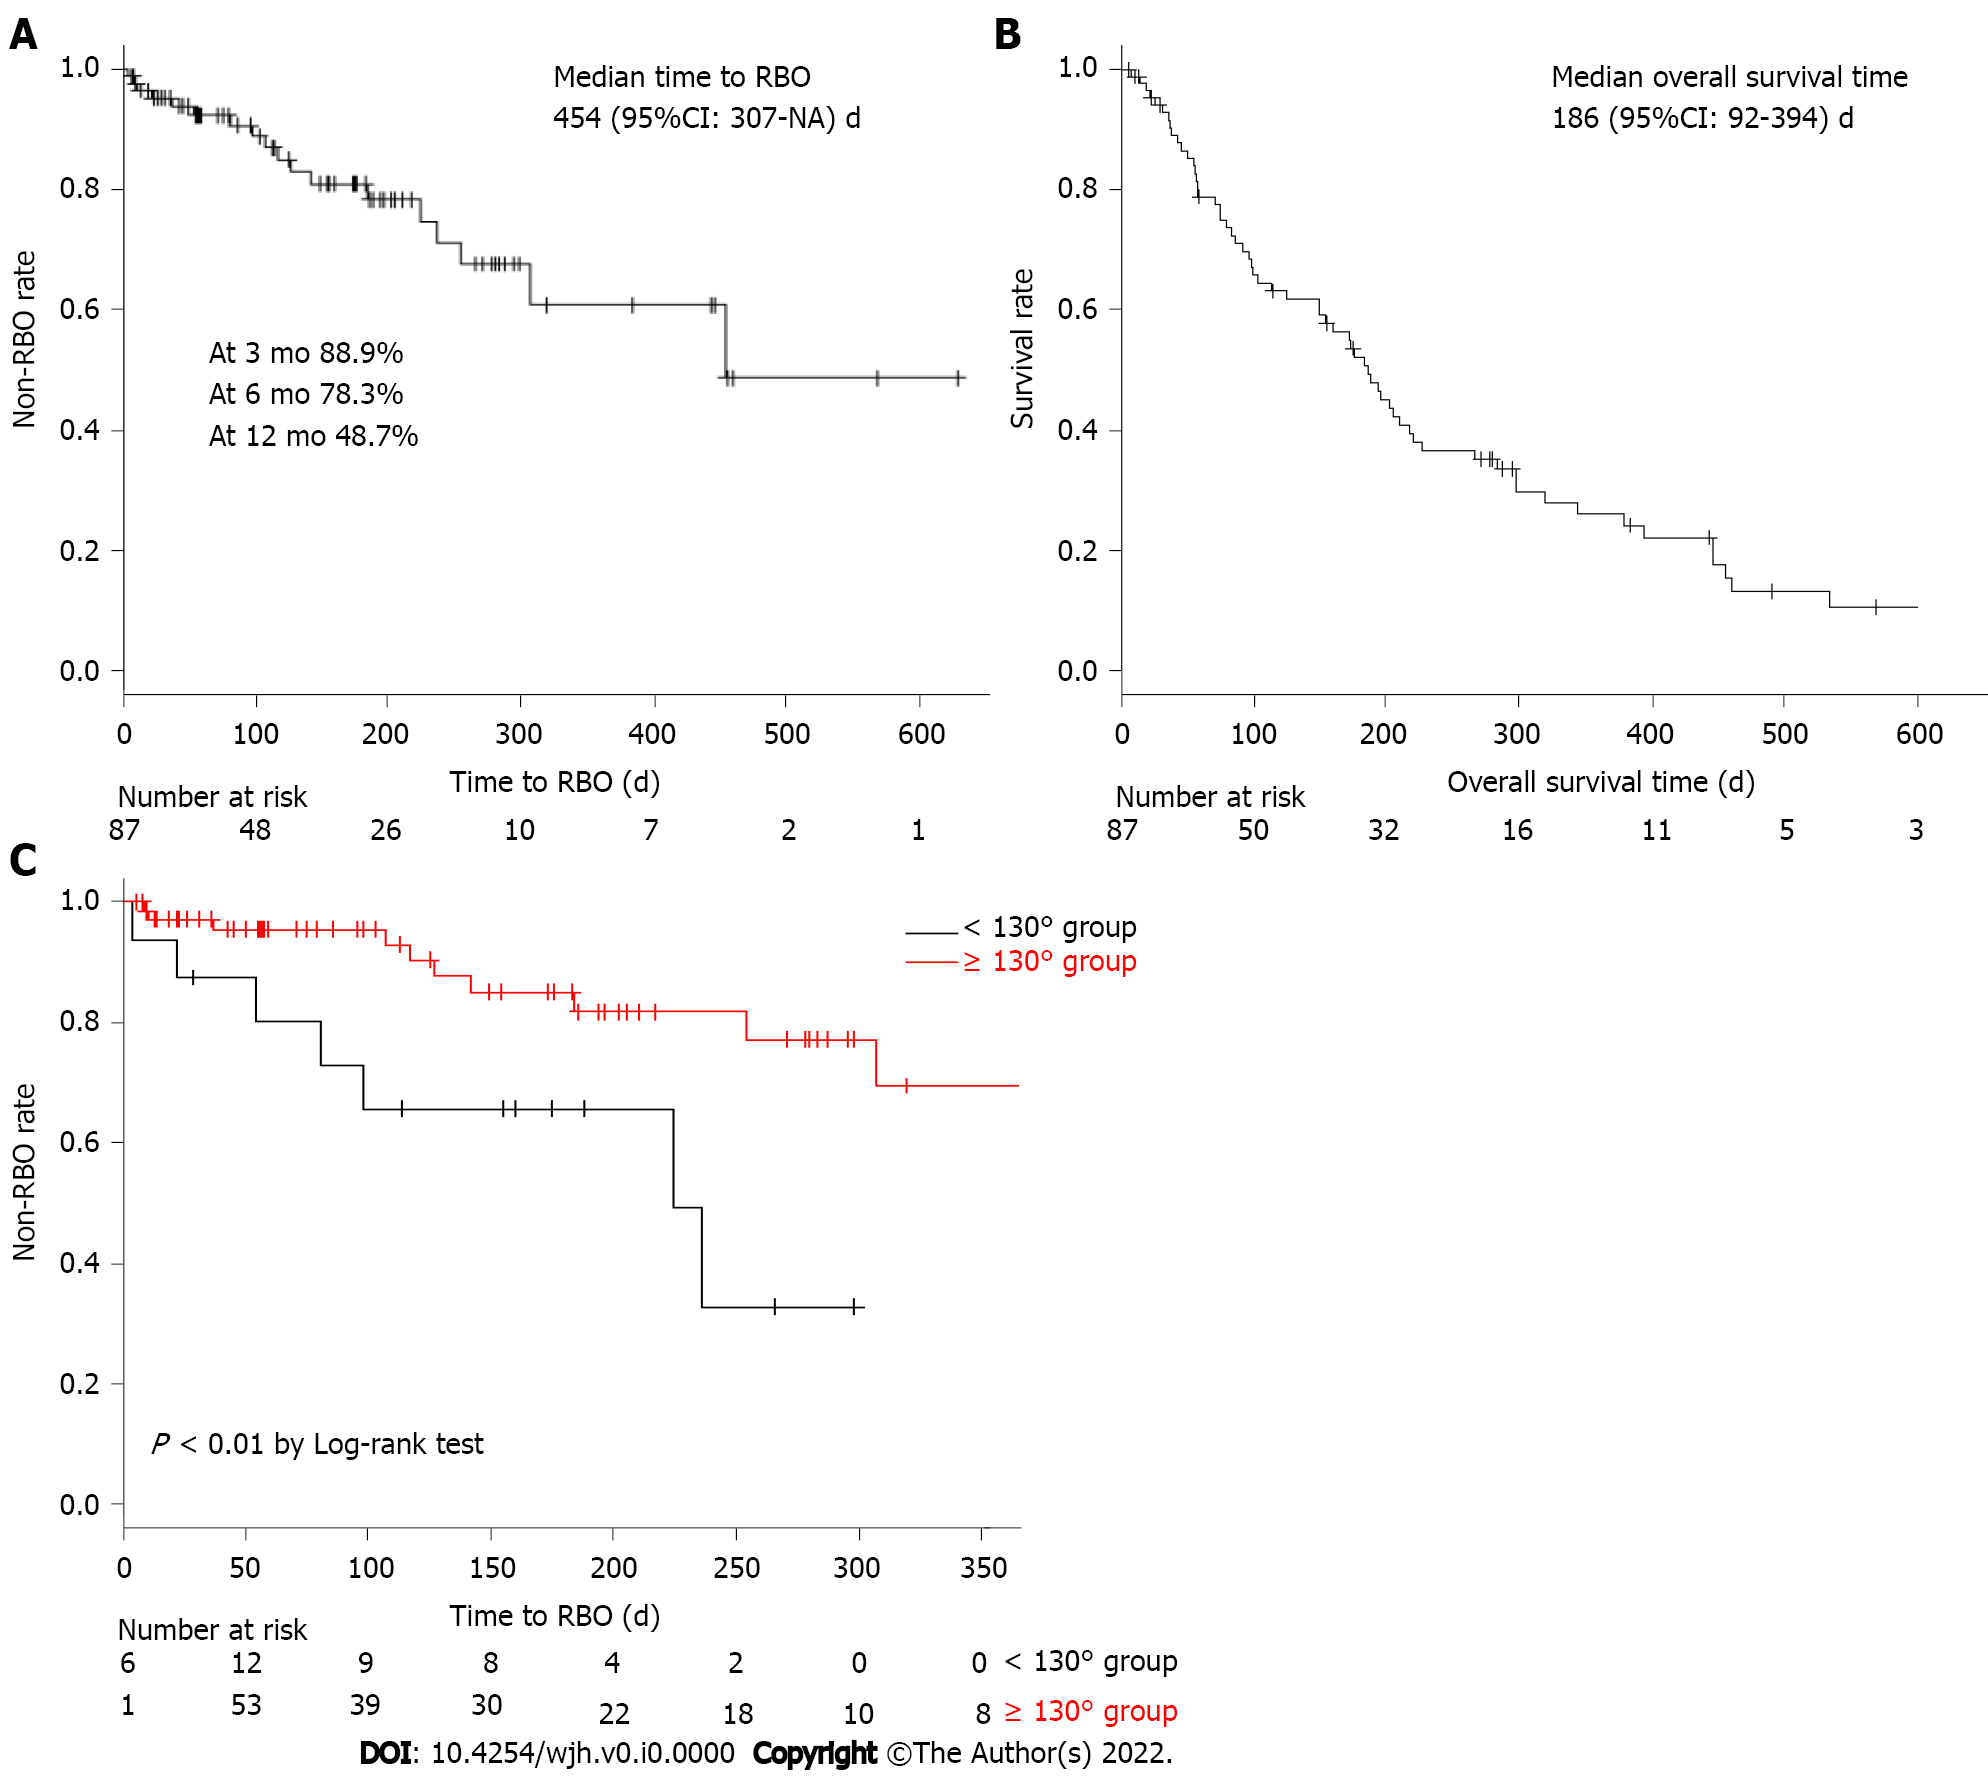 A
1.0
0.8
0.6
0.4
0.2
0.0
Non-RBO rate
Median time to RBO
454 (95%CI: 307-NA) d
At 3 mo 88.9%
At 6 mo 78.3%
At 12 mo 48.7%
0 100 200 300 400 500 600
Time to RBO (d)
Number at risk
87 48 26 10 7 2 1
B
1.0
0.8
0.6
0.4
0.2
0.0
Survival rate
Median overall survival time
186 (95%CI: 92-394) d
0 100 200 300 400 500 600
Overall survival time (d)
Number at risk
87 50 32 16 11 5 3
C
1.0
0.8
0.6
0.4
0.2
0.0
Non-RBO rate
< 130° group
≥ 130° group
P < 0.01 by Log-rank test
0 50 100 150 200 250 300 350
Time to RBO (d)
Number at risk
6 12 9 8 4 2 0 0 < 130° group
1 53 39 30 22 18 10 8 ≥ 130° group
DOI: 10.4254/wjh.v0.i0.0000 Copyright ©The Author(s) 2022.